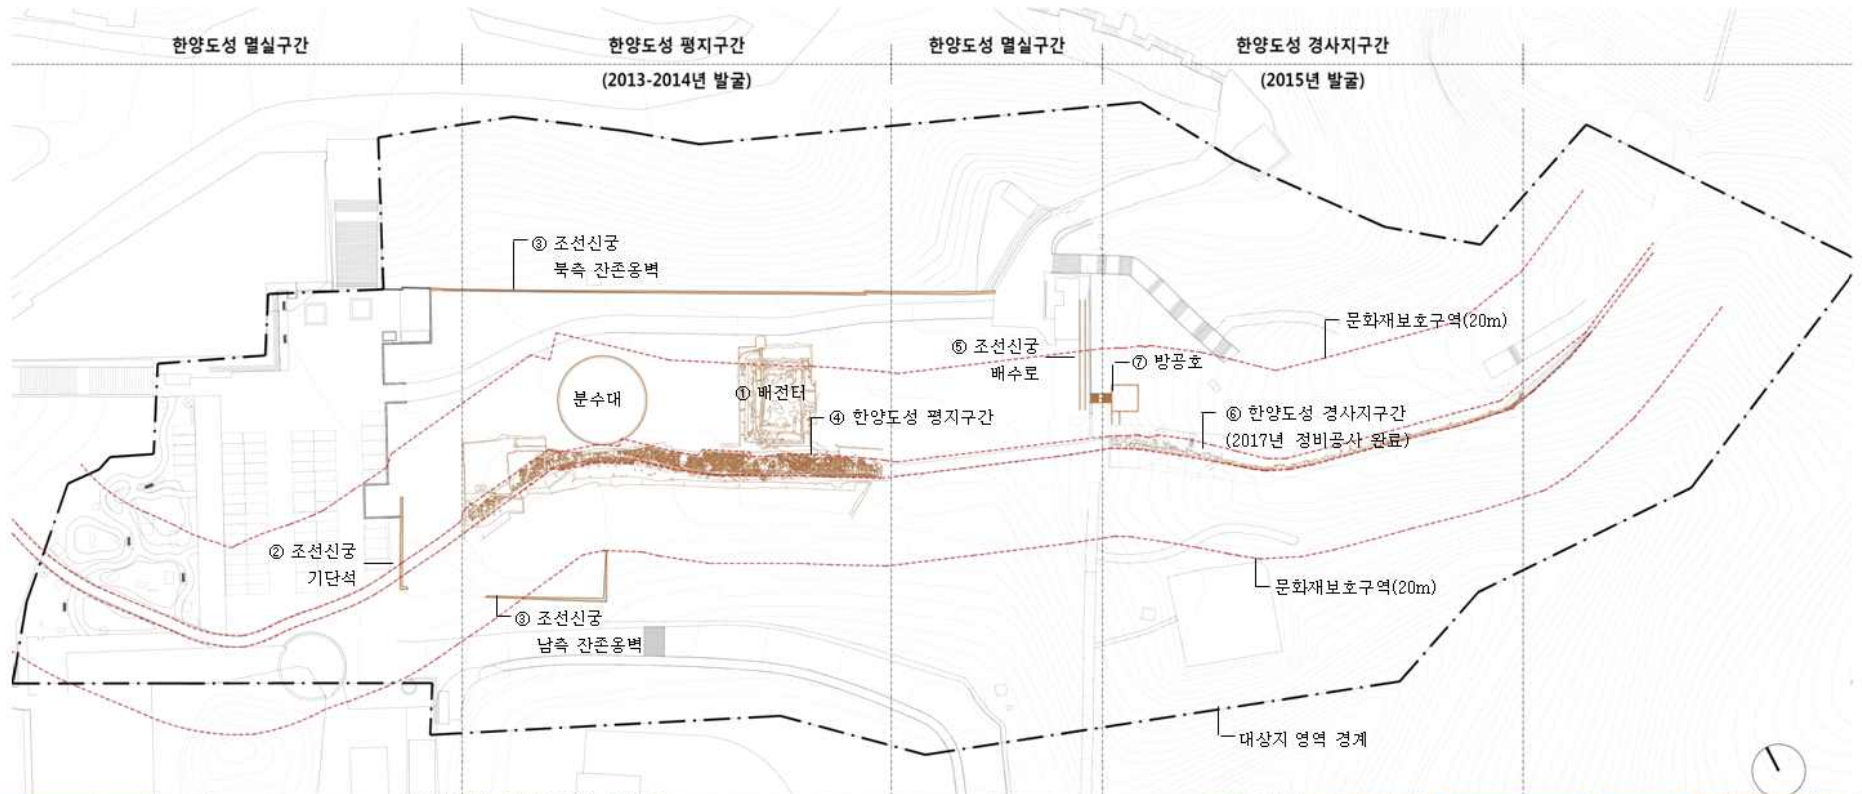 한양도성 멸실구간
한양도성 평지구간
(2013-2014년 발굴)
한양도성 멸실구간
한양도성 경사지구간
(2015년 발굴)
③ 조선신궁
북측 잔존옹벽
문화재보호구역(20m)
⑤ 조선신궁
배수로
⑦ 방공호
분수대
① 배전터
④ 한양도성 평지구간
⑥ 한양도성 경사지구간
(2017년 정비공사 완료)
② 조선신궁
기단석
문화재보호구역(20m)
③ 조선신궁
남측 잔존옹벽
대상지 영역 경계